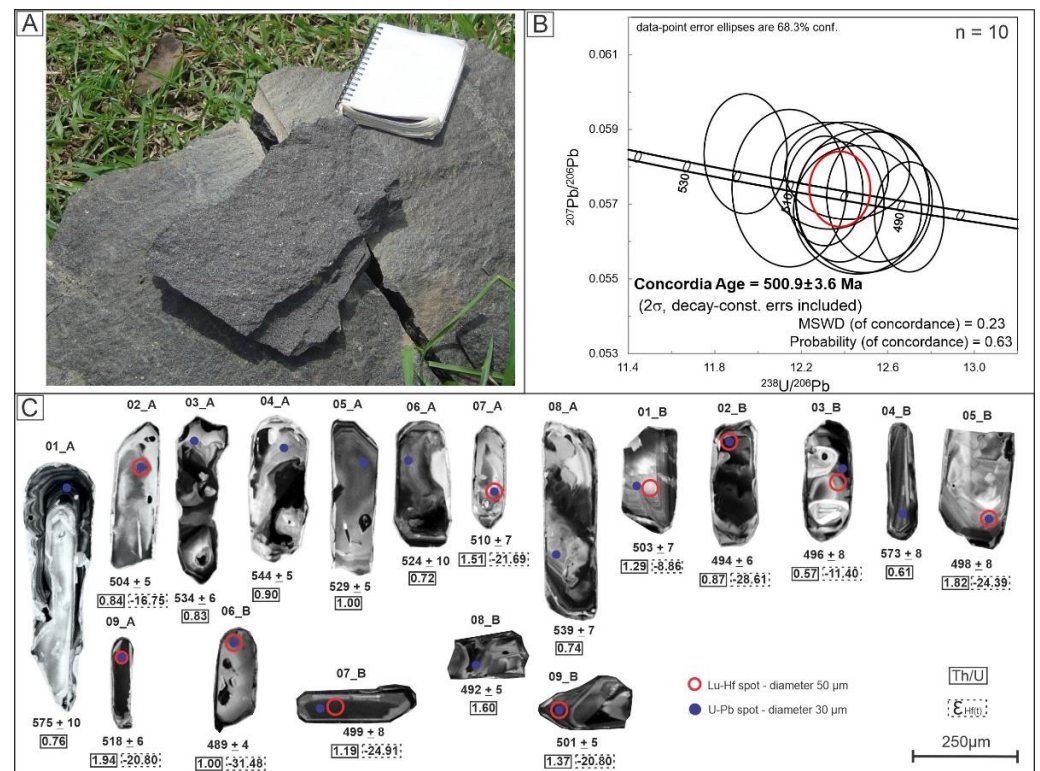 A
B
data-point error ellipses are 68.3% conf.
n = 10
0.061
0.059
0.057
0.055
0.053
207Pb/206Pb
530
510
490
Concordia Age = 500.9±3.6 Ma
(2σ, decay-const. errs included)
MSWD (of concordance) = 0.23
Probability (of concordance) = 0.63
11.4 11.8 12.2 12.6 13.0
238U/206Pb
C
01_A
575 ± 10
0.76
02_A
504 ± 5
0.84 -16.75
03_A
534 ± 6
0.83
04_A
544 ± 5
0.90
05_A
529 ± 5
1.00
06_A
524 ± 10
0.72
07_A
510 ± 7
1.51 -21.69
08_A
539 ± 7
0.74
01_B
503 ± 7
1.29 -8.86
02_B
494 ± 6
0.87 -28.61
03_B
496 ± 8
0.57 -11.40
04_B
573 ± 8
0.61
05_B
498 ± 8
1.82 -24.39
09_A
518 ± 6
1.94 -20.80
06_B
489 ± 4
1.00 -31.48
07_B
499 ± 8
1.19 -24.91
08_B
492 ± 5
1.60
09_B
501 ± 5
1.37 -20.80
Lu-Hf spot - diameter 50 µm
U-Pb spot - diameter 30 µm
Th/U
ƐHf(t)
250µm